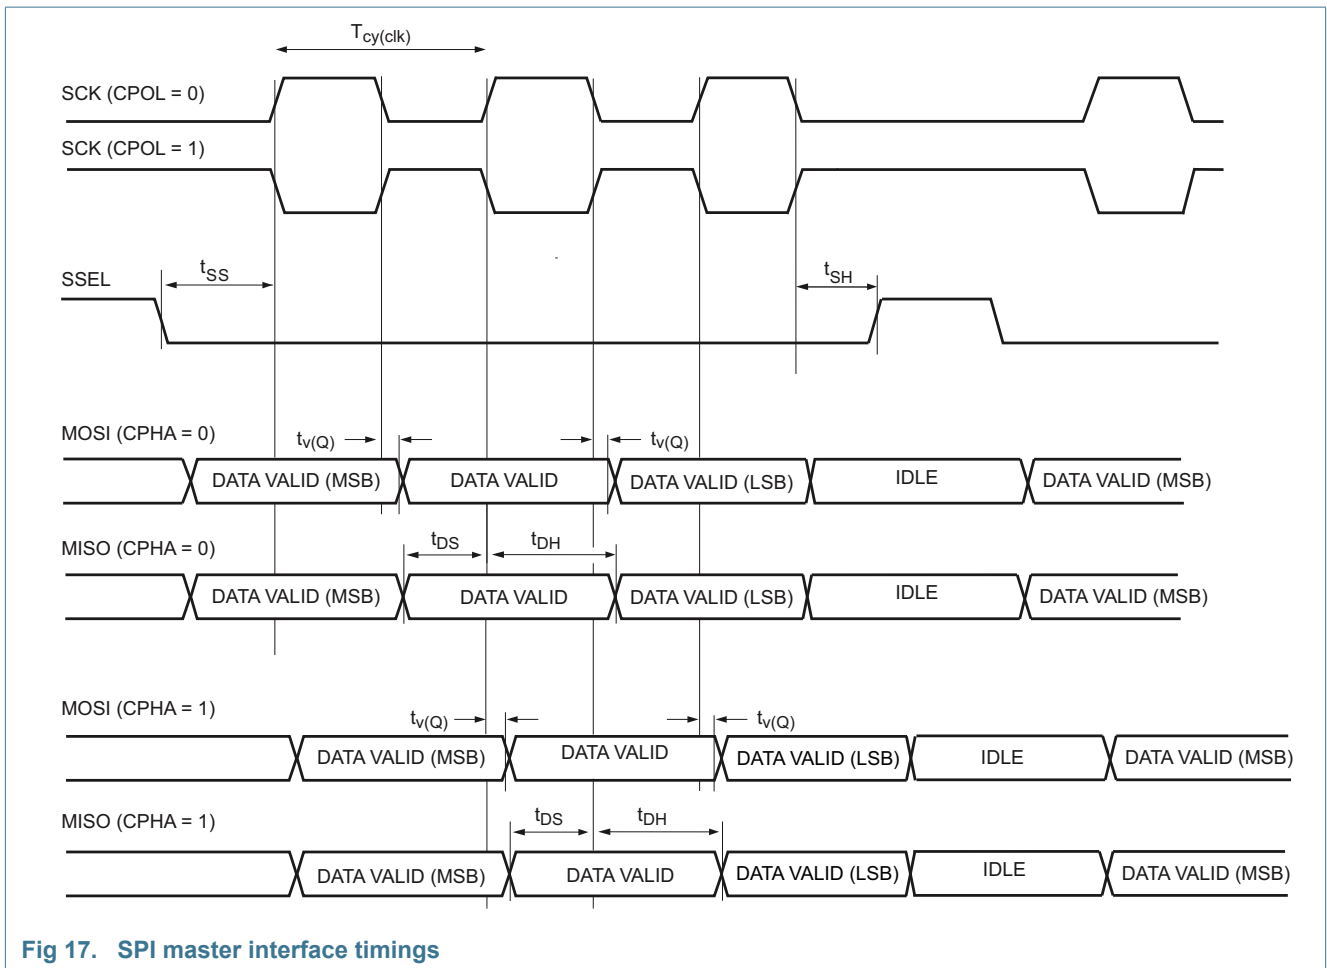 Tcy(clk)
SCK (CPOL = 0)
SCK (CPOL = 1)
SSEL
tSS
tSH
MOSI (CPHA = 0)
tv(Q)
tv(Q)
DATA VALID (MSB)
DATA VALID
DATA VALID (LSB)
IDLE
DATA VALID (MSB)
MISO (CPHA = 0)
tDS
tDH
DATA VALID (MSB)
DATA VALID
DATA VALID (LSB)
IDLE
DATA VALID (MSB)
MOSI (CPHA = 1)
tv(Q)
tv(Q)
DATA VALID (MSB)
DATA VALID
DATA VALID (LSB)
IDLE
DATA VALID (MSB)
MISO (CPHA = 1)
tDS
tDH
DATA VALID (MSB)
DATA VALID
DATA VALID (LSB)
IDLE
DATA VALID (MSB)
Fig 17. SPI master interface timings